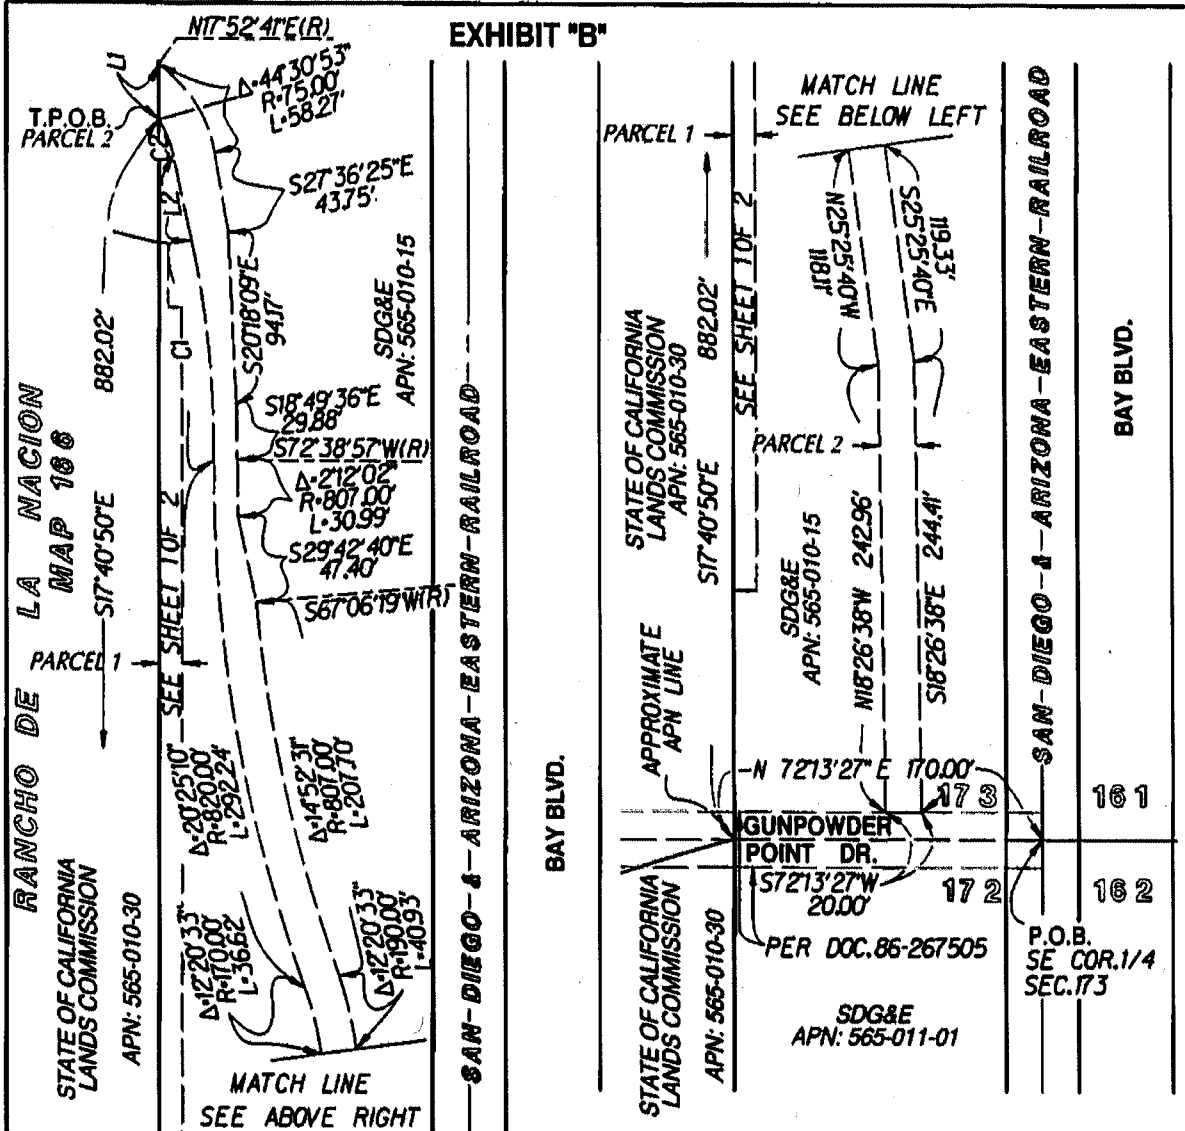 EXHIBIT "B"
N17°52'41"E(R)
L1
Δ=44°30'53"
R=75.00'
L=58.27'
T.P.O.B.
PARCEL 2
C2
L2
S27°36'25"E
43.75'
882.02'
S20°18'09"E
94.17'
SDG&E
APN: 565-010-15
C1
S18°49'36"E
29.88'
S72°38'57"W(R)
Δ=2°12'02"
R=807.00'
L=30.99'
S29°42'40"E
47.40'
S67°06'19"W(R)
RANCHO DE LA NACION
MAP 166
S17°40'50"E
SEE SHEET 1 OF 2
PARCEL 1
Δ=20°25'10"
R=820.00'
L=292.24'
Δ=14°52'31"
R=807.00'
L=207.70'
STATE OF CALIFORNIA
LANDS COMMISSION
APN: 565-010-30
Δ=12°20'33"
R=170.00'
L=36.62'
Δ=12°20'33"
R=190.00'
L=40.93'
MATCH LINE
SEE ABOVE RIGHT
SAN-DIEGO-&-ARIZONA-EASTERN-RAILROAD
BAY BLVD.
MATCH LINE
SEE BELOW LEFT
PARCEL 1
SEE SHEET 1 OF 2
882.02'
N25°25'40"W
118.11'
S25°25'40"E
119.33'
STATE OF CALIFORNIA
LANDS COMMISSION
APN: 565-010-30
S17°40'50"E
PARCEL 2
SDG&E
APN: 565-010-15
N18°26'38"W 242.96'
S18°26'38"E 244.41'
APPROXIMATE
APN LINE
N 72°13'27" E 170.00'
173
161
GUNPOWDER
POINT DR.
S72°13'27"W
20.00'
172
162
PER DOC. 86-267505
P.O.B.
SE COR. 1/4
SEC. 173
STATE OF CALIFORNIA
LANDS COMMISSION
APN: 565-010-30
SDG&E
APN: 565-011-01
SAN-DIEGO-&-ARIZONA-EASTERN-RAILROAD
BAY BLVD.